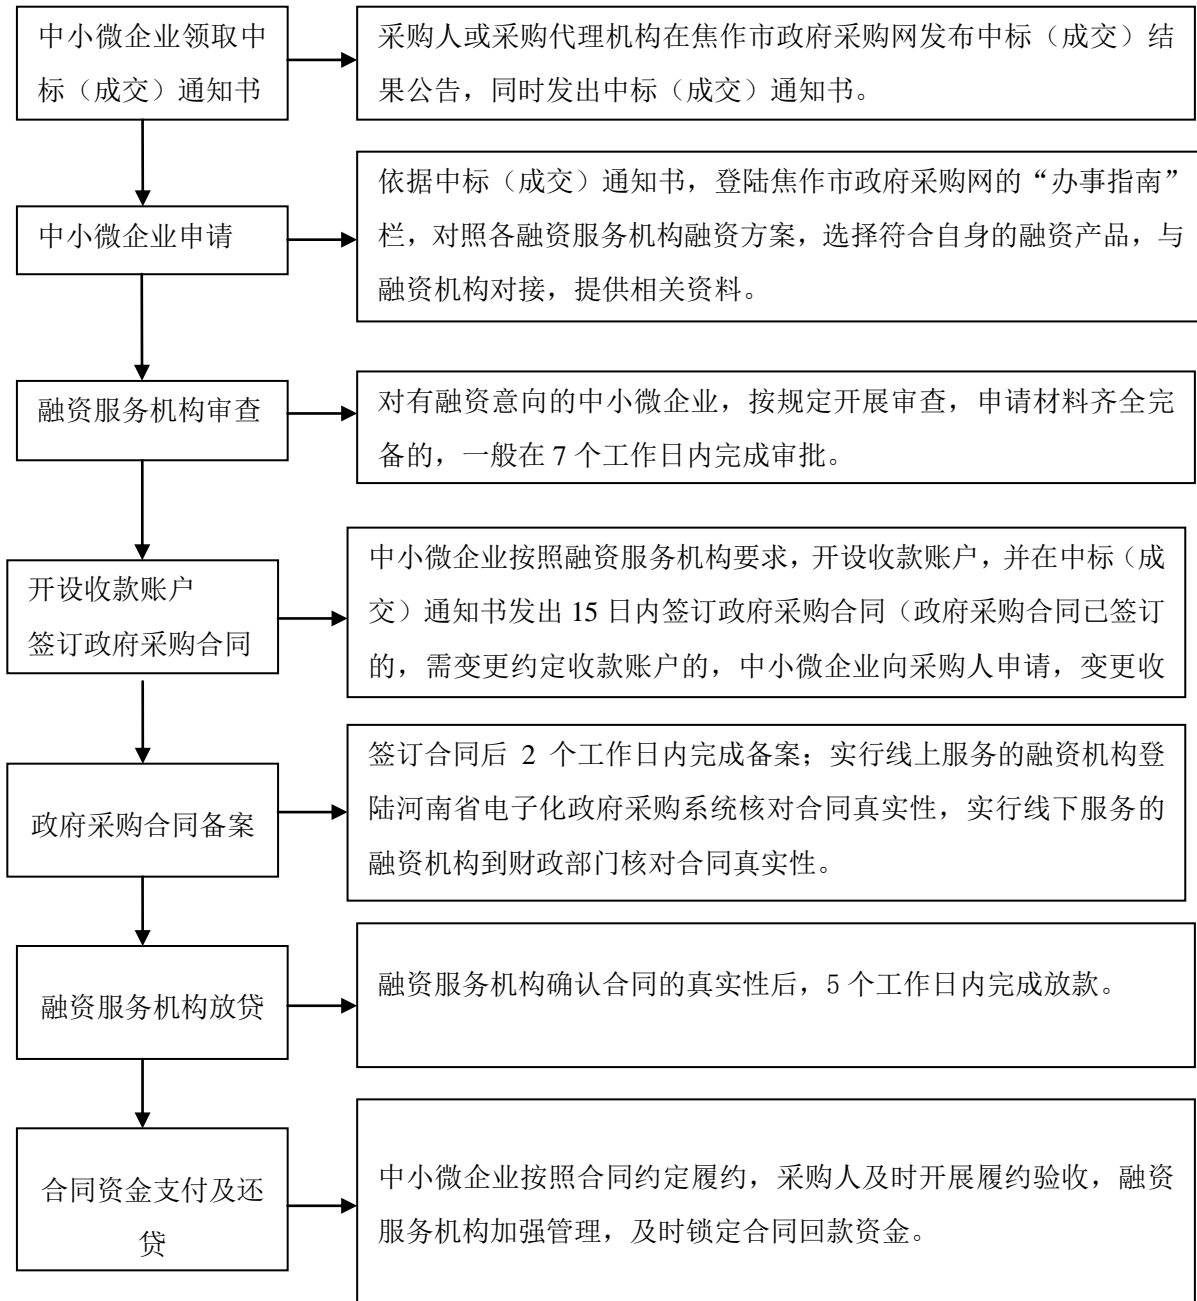 中小微企业领取中
标（成交）通知书
采购人或采购代理机构在焦作市政府采购网发布中标（成交）结
果公告，同时发出中标（成交）通知书。
中小微企业申请
依据中标（成交）通知书，登陆焦作市政府采购网的“办事指南”
栏，对照各融资服务机构融资方案，选择符合自身的融资产品，与
融资机构对接，提供相关资料。
融资服务机构审查
对有融资意向的中小微企业，按规定开展审查，申请材料齐全完
备的，一般在 7 个工作日内完成审批。
开设收款账户
签订政府采购合同
中小微企业按照融资服务机构要求，开设收款账户，并在中标（成
交）通知书发出 15 日内签订政府采购合同（政府采购合同已签订
的，需变更约定收款账户的，中小微企业向采购人申请，变更收
政府采购合同备案
签订合同后 2 个工作日内完成备案；实行线上服务的融资机构登
陆河南省电子化政府采购系统核对合同真实性，实行线下服务的
融资机构到财政部门核对合同真实性。
融资服务机构放贷
融资服务机构确认合同的真实性后，5 个工作日内完成放款。
合同资金支付及还
贷
中小微企业按照合同约定履约，采购人及时开展履约验收，融资
服务机构加强管理，及时锁定合同回款资金。